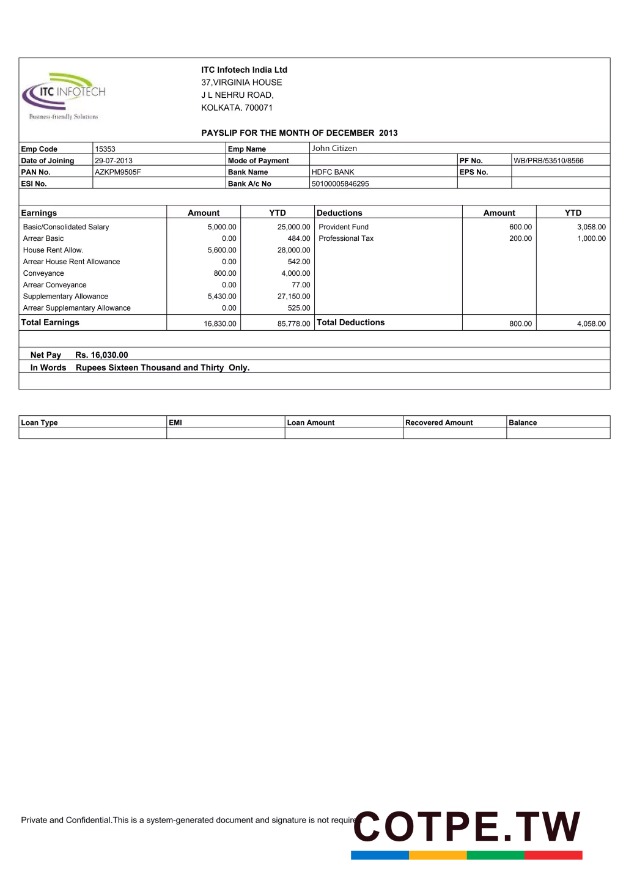 ITC INFOTECH
Business-friendly Solutions
ITC Infotech India Ltd
37,VIRGINIA HOUSE
J L NEHRU ROAD,
KOLKATA. 700071
PAYSLIP FOR THE MONTH OF DECEMBER 2013
Emp Code 15353 Emp Name John Citizen
Date of Joining 29-07-2013 Mode of Payment PF No. WB/PRB/53510/8566
PAN No. AZKPM9505F Bank Name HDFC BANK EPS No.
ESI No. Bank A/c No 50100005846295
Earnings Amount YTD Deductions Amount YTD
Basic/Consolidated Salary 5,000.00 25,000.00 Provident Fund 600.00 3,058.00
Arrear Basic 0.00 484.00 Professional Tax 200.00 1,000.00
House Rent Allow. 5,600.00 28,000.00
Arrear House Rent Allowance 0.00 542.00
Conveyance 800.00 4,000.00
Arrear Conveyance 0.00 77.00
Supplementary Allowance 5,430.00 27,150.00
Arrear Supplemantary Allowance 0.00 525.00
Total Earnings 16,830.00 85,778.00 Total Deductions 800.00 4,058.00
Net Pay Rs. 16,030.00
In Words Rupees Sixteen Thousand and Thirty Only.
Loan Type EMI Loan Amount Recovered Amount Balance
Private and Confidential.This is a system-generated document and signature is not require
COTPE.TW